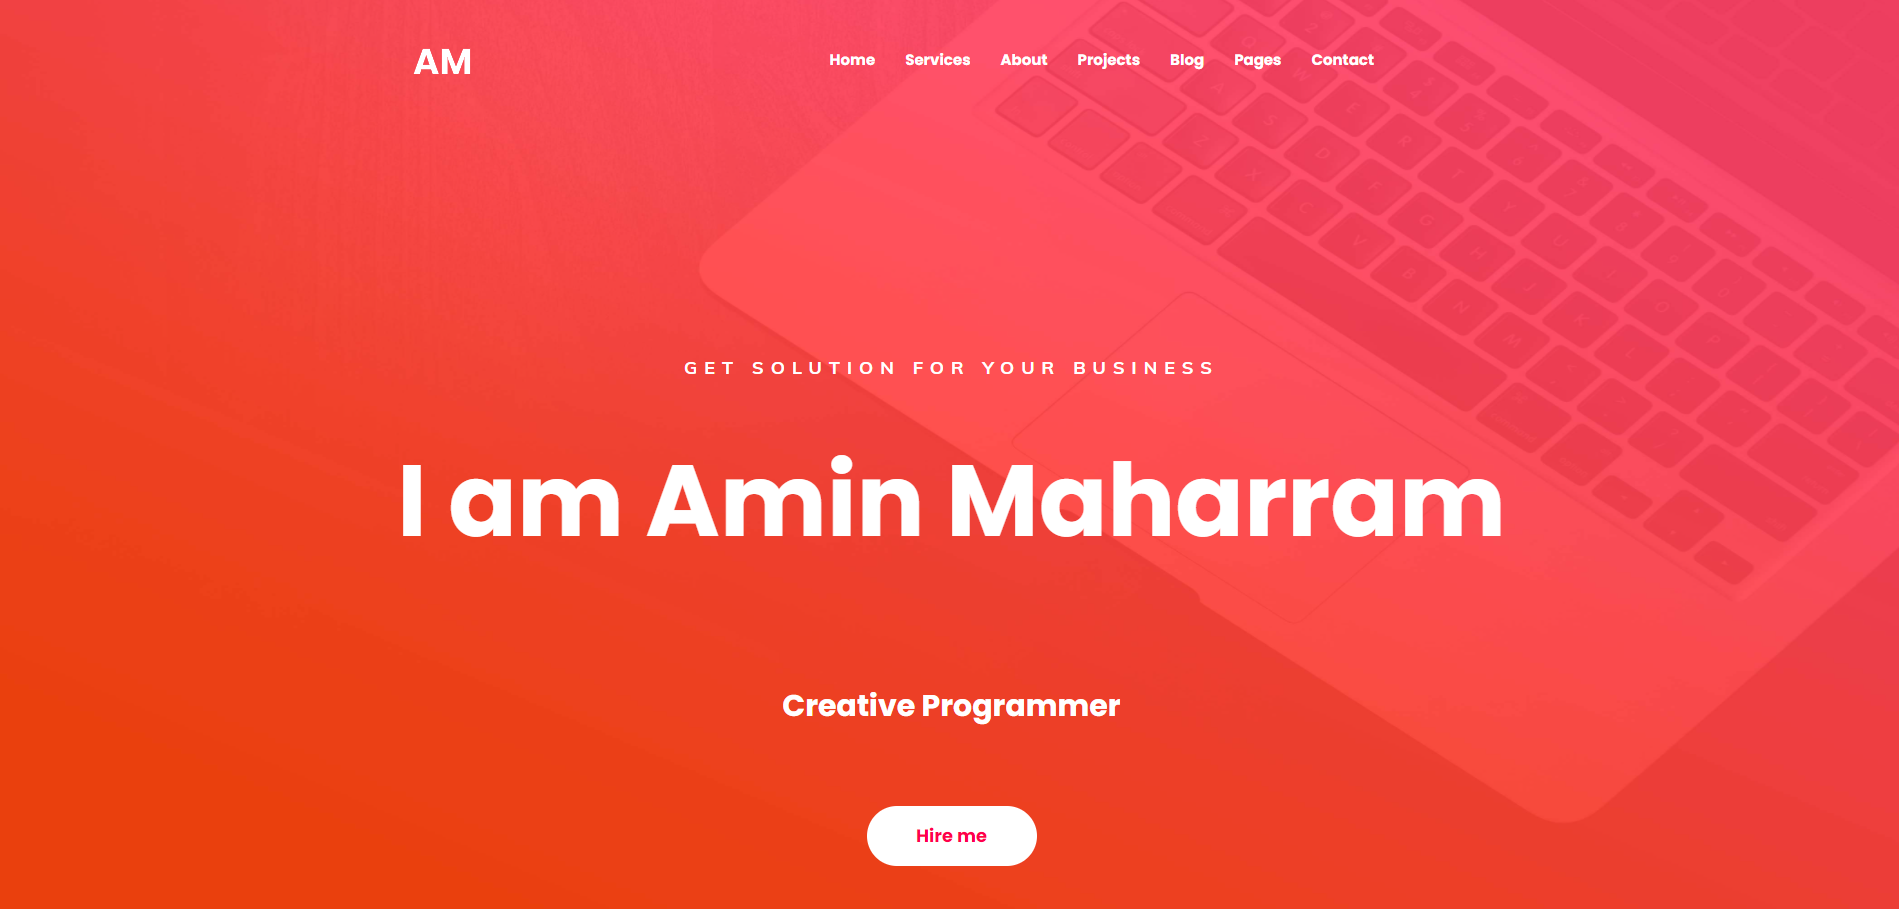 AM
Home Services About Projects Blog Pages Contact
GET SOLUTION FOR YOUR BUSINESS
I am Amin Maharram
Creative Programmer
Hire me